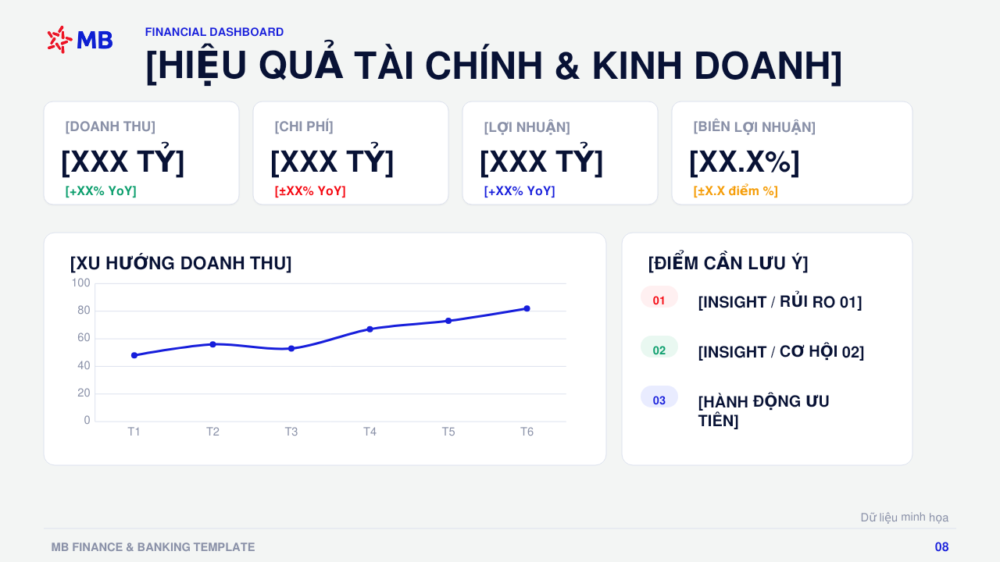 MB
FINANCIAL DASHBOARD
[HIỆU QUẢ TÀI CHÍNH & KINH DOANH]
[DOANH THU]
[XXX TỶ]
[+XX% YoY]
[CHI PHÍ]
[XXX TỶ]
[±XX% YoY]
[LỢI NHUẬN]
[XXX TỶ]
[+XX% YoY]
[BIÊN LỢI NHUẬN]
[XX.X%]
[±X.X điểm %]
[XU HƯỚNG DOANH THU]
100
80
60
40
20
0
T1 T2 T3 T4 T5 T6
[ĐIỂM CẦN LƯU Ý]
01 [INSIGHT / RỦI RO 01]
02 [INSIGHT / CƠ HỘI 02]
03 [HÀNH ĐỘNG ƯU
TIÊN]
Dữ liệu minh họa
MB FINANCE & BANKING TEMPLATE
08